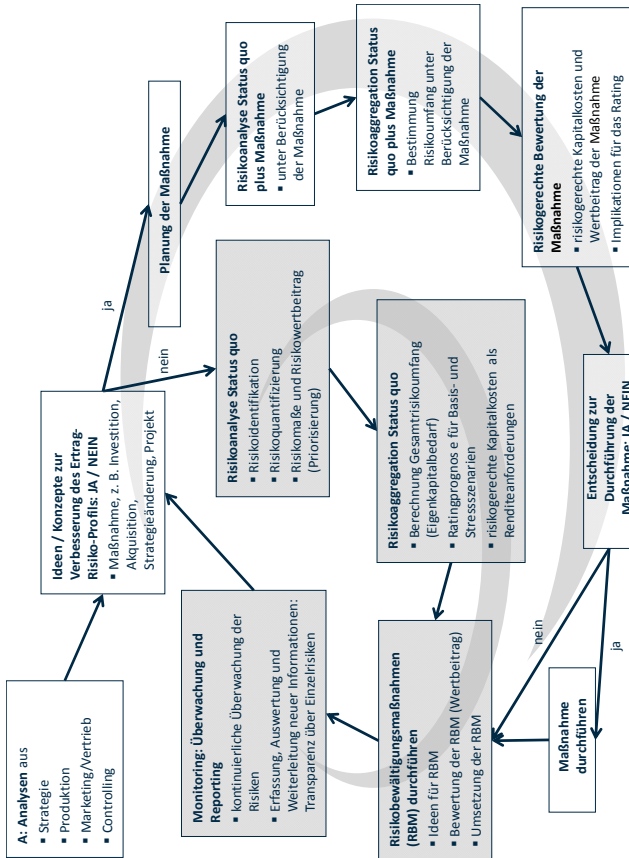 A: Analysen aus
▪ Strategie
▪ Produktion
▪ Marketing/Vertrieb
▪ Controlling
Ideen / Konzepte zur
Verbesserung des Ertrag-
Risiko-Profils: JA / NEIN
▪ Maßnahme, z. B. Investition,
Akquisition,
Strategieänderung, Projekt
ja
nein
Planung der Maßnahme
Risikoanalyse Status quo
plus Maßnahme
▪ unter Berücksichtigung
der Maßnahme
Risikoaggregation Status
quo plus Maßnahme
▪ Bestimmung
Risikoumfang unter
Berücksichtigung der
Maßnahme
Risikogerechte Bewertung der
Maßnahme
▪ risikogerechte Kapitalkosten und
Wertbeitrag der Maßnahme
▪ Implikationen für das Rating
Monitoring: Überwachung und
Reporting
▪ kontinuierliche Überwachung der
Risiken
▪ Erfassung, Auswertung und
Weiterleitung neuer Informationen:
Transparenz über Einzelrisiken
Risikoanalyse Status quo
▪ Risikoidentifikation
▪ Risikoquantifizierung
▪ Risikomaße und Risikowertbeitrag
(Priorisierung)
Risikoaggregation Status quo
▪ Berechnung Gesamtrisikoumfang
(Eigenkapitalbedarf)
▪ Ratingprognos e für Basis- und
Stressszenarien
▪ risikogerechte Kapitalkosten als
Renditeanforderungen
Risikobewältigungsmaßnahmen
(RBM) durchführen
▪ Ideen für RBM
▪ Bewertung der RBM (Wertbeitrag)
▪ Umsetzung der RBM
Maßnahme
durchführen
nein
ja
Entscheidung zur
Durchführung der
Maßnahme: JA / NEIN